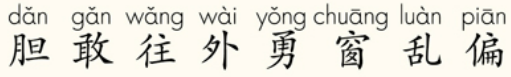 dǎn gǎn wǎng wài yǒng chuāng luàn piān
胆 敢 往 外 勇 窗 乱 偏